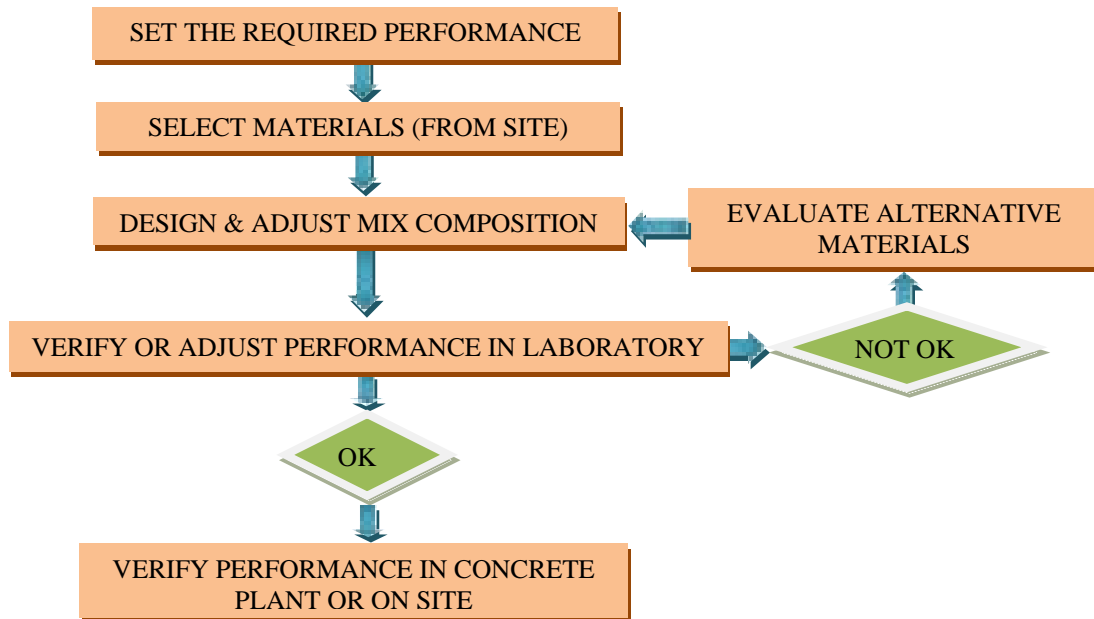 SET THE REQUIRED PERFORMANCE
SELECT MATERIALS (FROM SITE)
DESIGN & ADJUST MIX COMPOSITION
EVALUATE ALTERNATIVE
MATERIALS
VERIFY OR ADJUST PERFORMANCE IN LABORATORY
NOT OK
OK
VERIFY PERFORMANCE IN CONCRETE
PLANT OR ON SITE